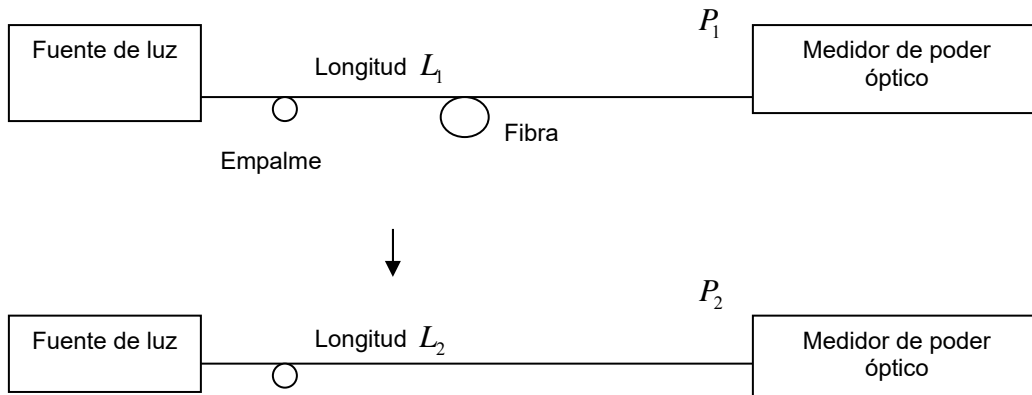 P₁
Fuente de luz
Medidor de poder
óptico
Longitud L₁
Fibra
Empalme
P₂
Fuente de luz
Longitud L₂
Medidor de poder
óptico